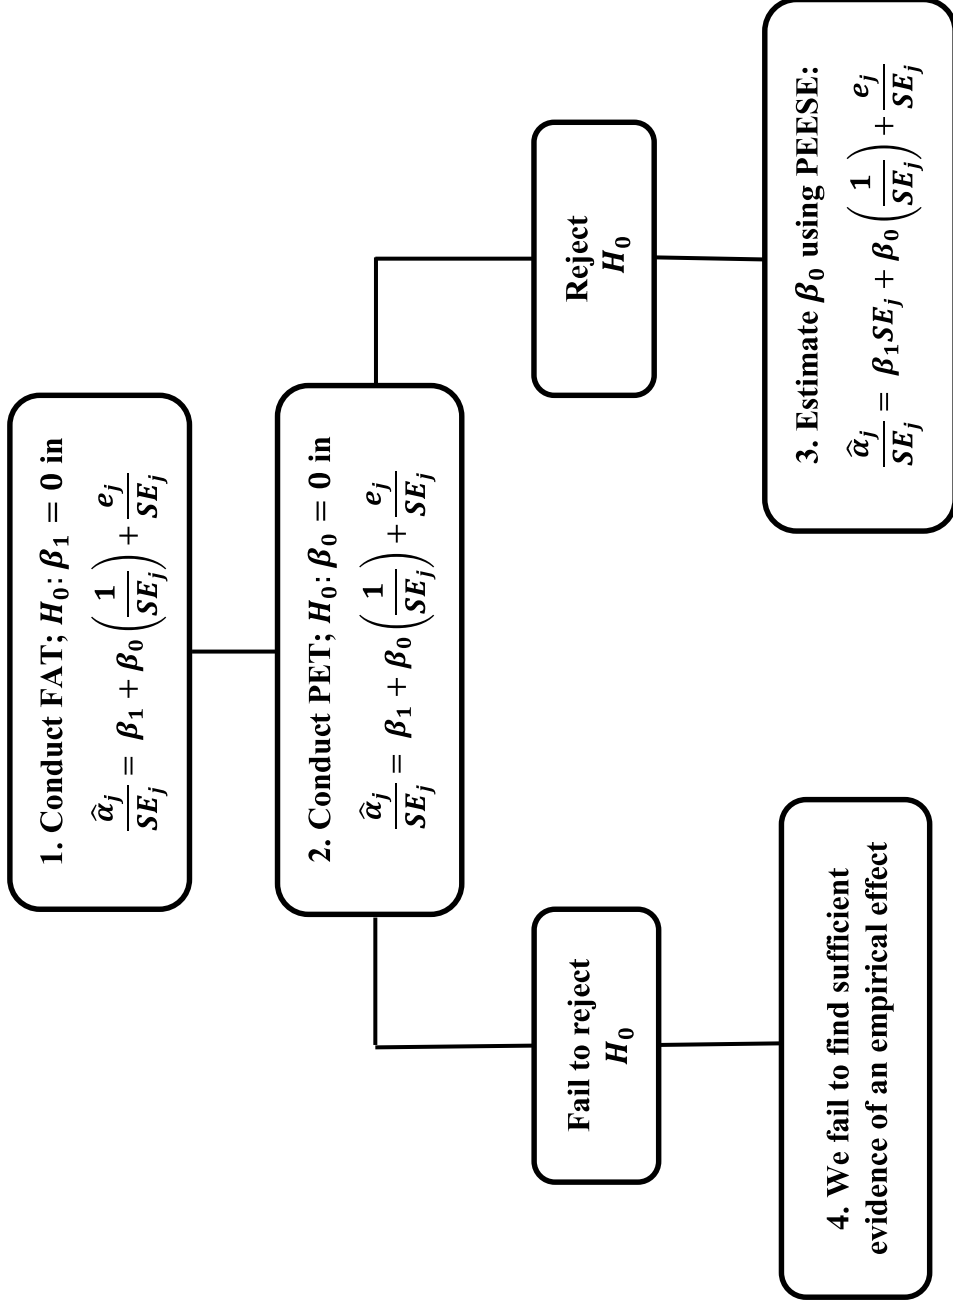 1. Conduct FAT; H₀: β₁ = 0 in
α̂ⱼ/SEⱼ = β₁ + β₀ (1/SEⱼ) + eⱼ/SEⱼ
2. Conduct PET; H₀: β₀ = 0 in
α̂ⱼ/SEⱼ = β₁ + β₀ (1/SEⱼ) + eⱼ/SEⱼ
Fail to reject
H₀
Reject
H₀
4. We fail to find sufficient
evidence of an empirical effect
3. Estimate β₀ using PEESE:
α̂ⱼ/SEⱼ = β₁SEⱼ + β₀ (1/SEⱼ) + eⱼ/SEⱼ